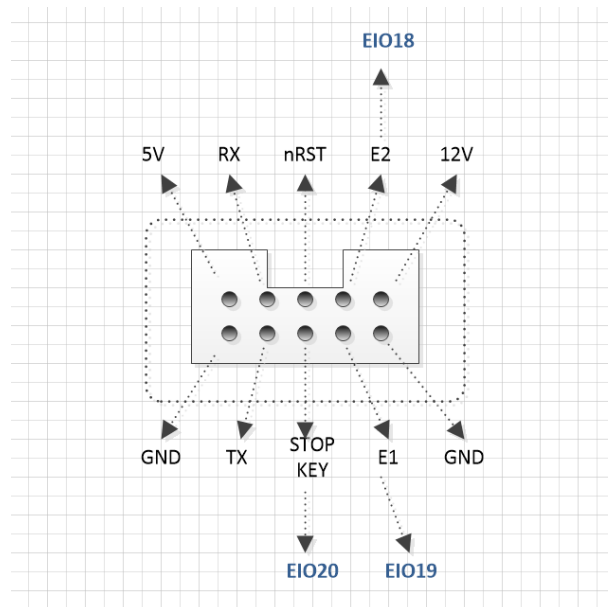 EIO18
5V RX nRST E2 12V
GND TX STOP KEY E1 GND
EIO20 EIO19